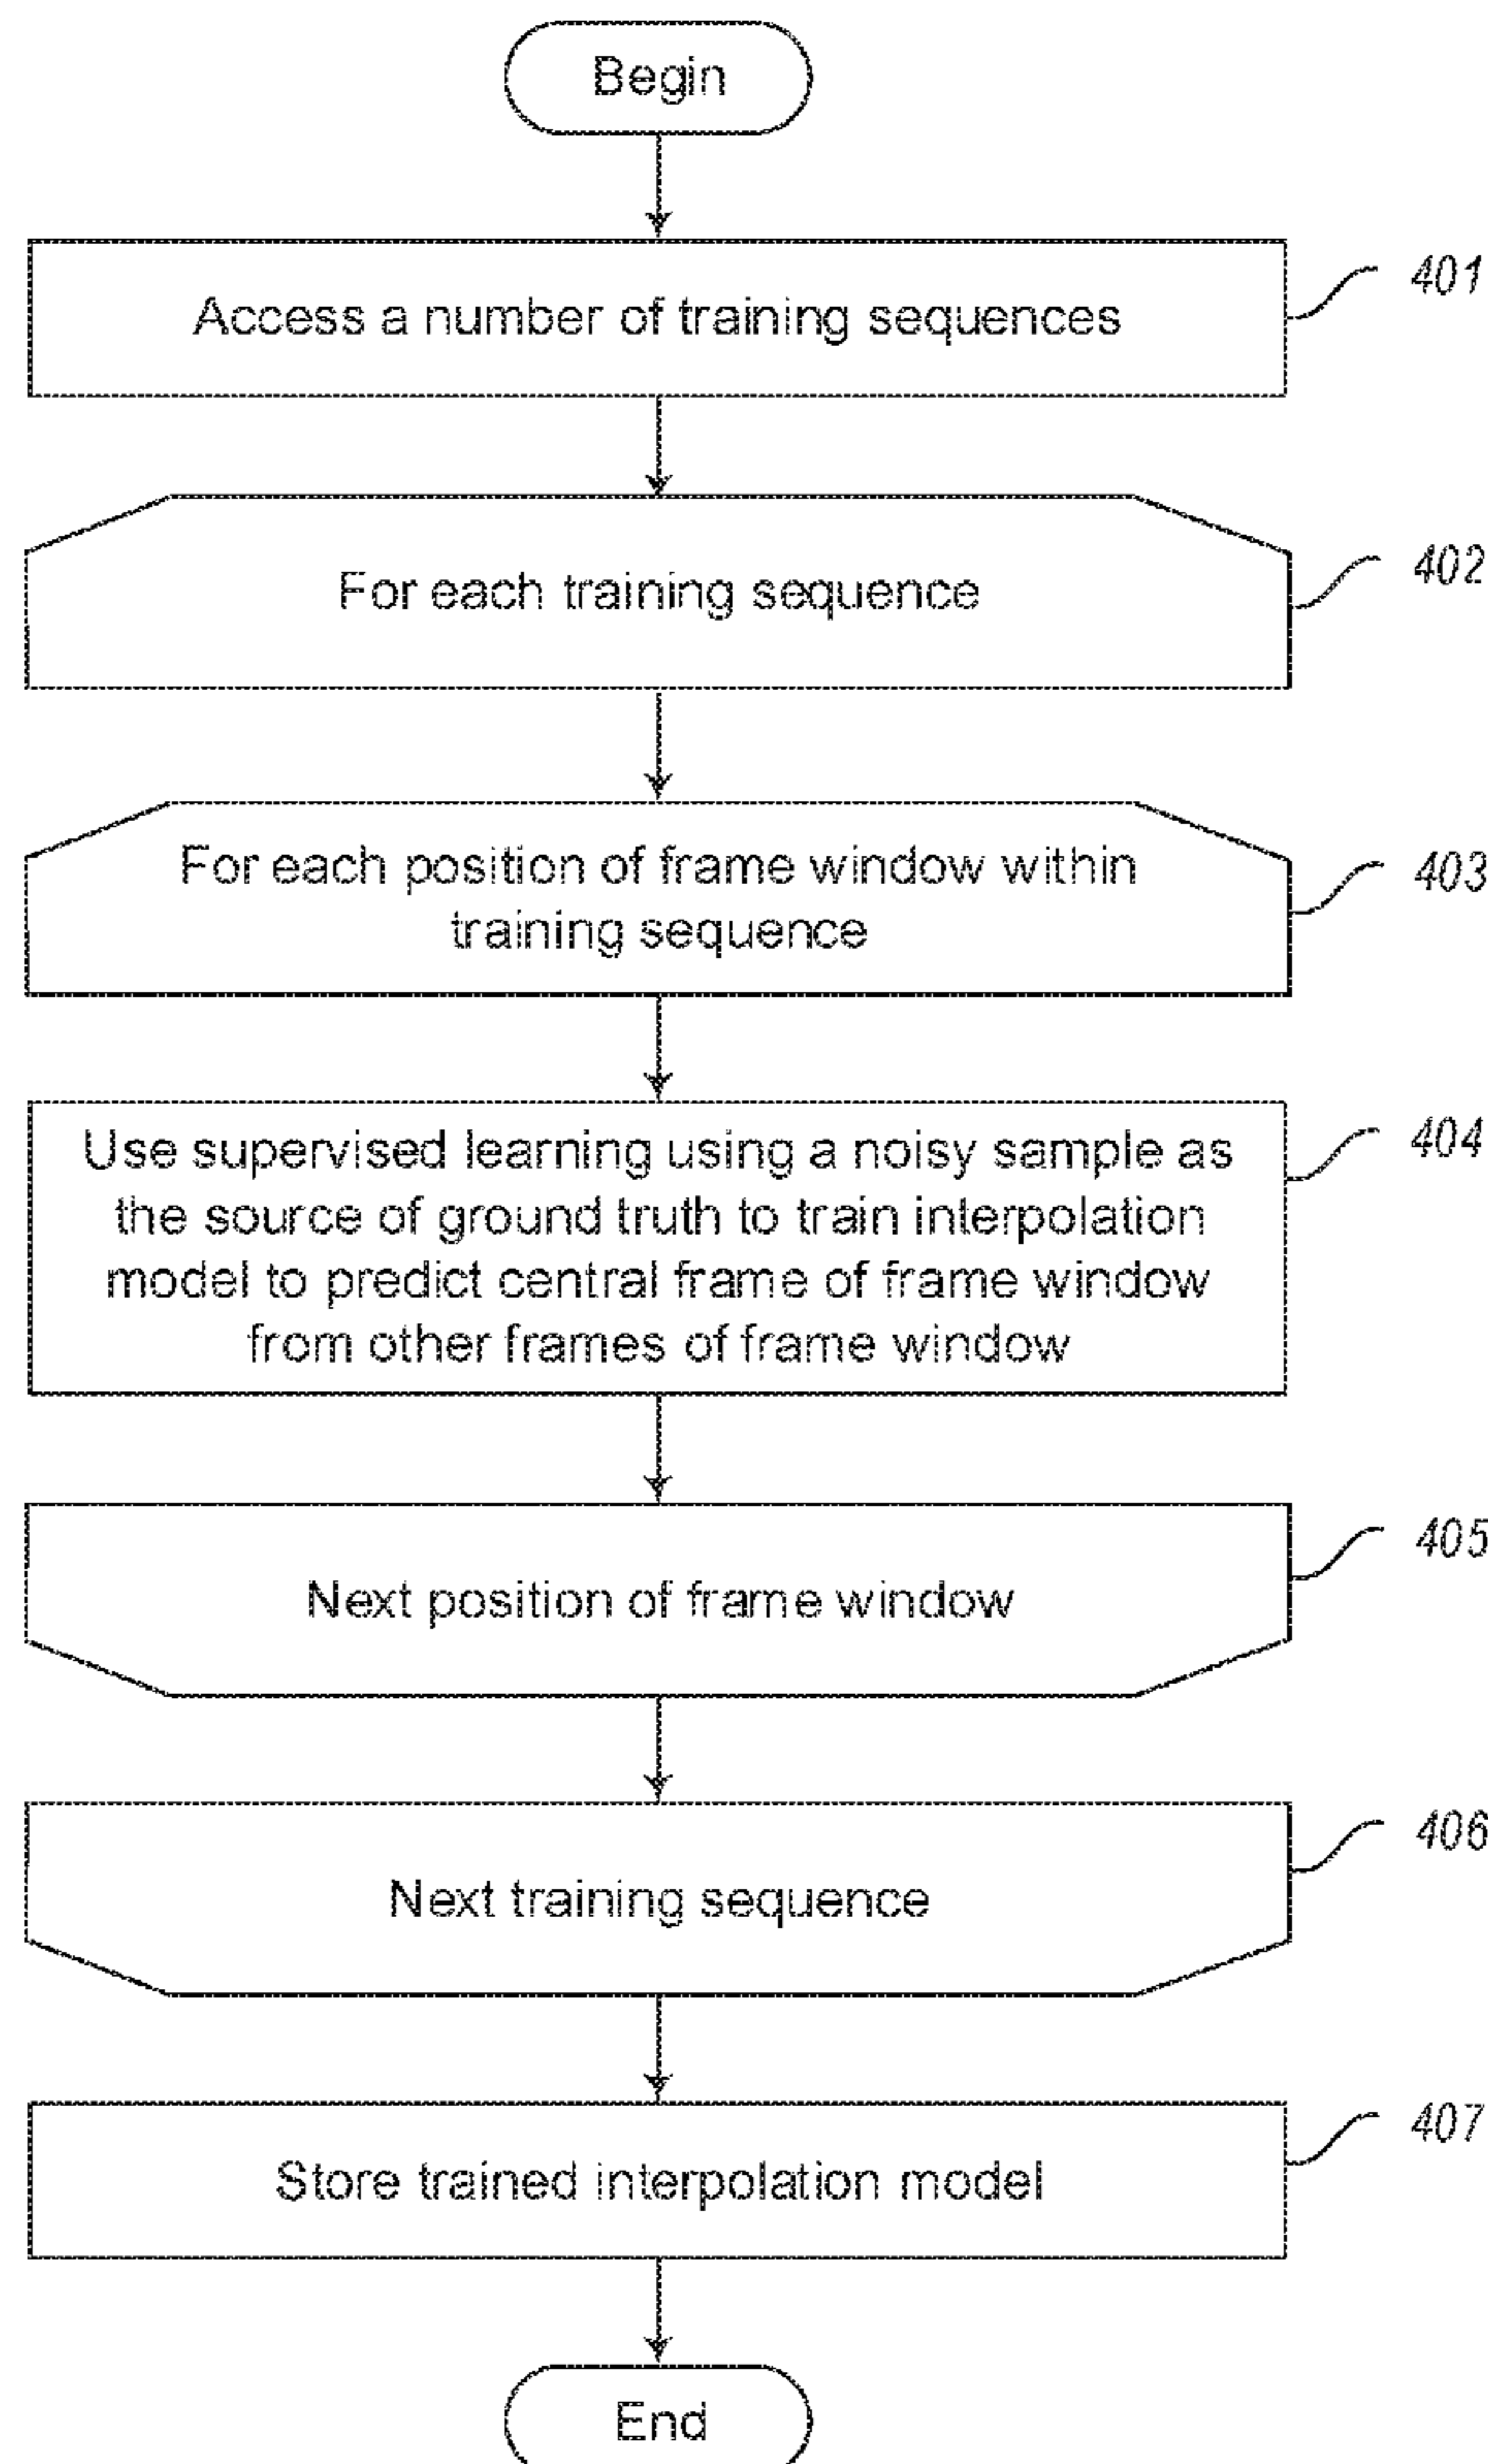 Begin
Access a number of training sequences
401
For each training sequence
402
For each position of frame window within
training sequence
403
Use supervised learning using a noisy sample as
the source of ground truth to train interpolation
model to predict central frame of frame window
from other frames of frame window
404
Next position of frame window
405
Next training sequence
406
Store trained interpolation model
407
End